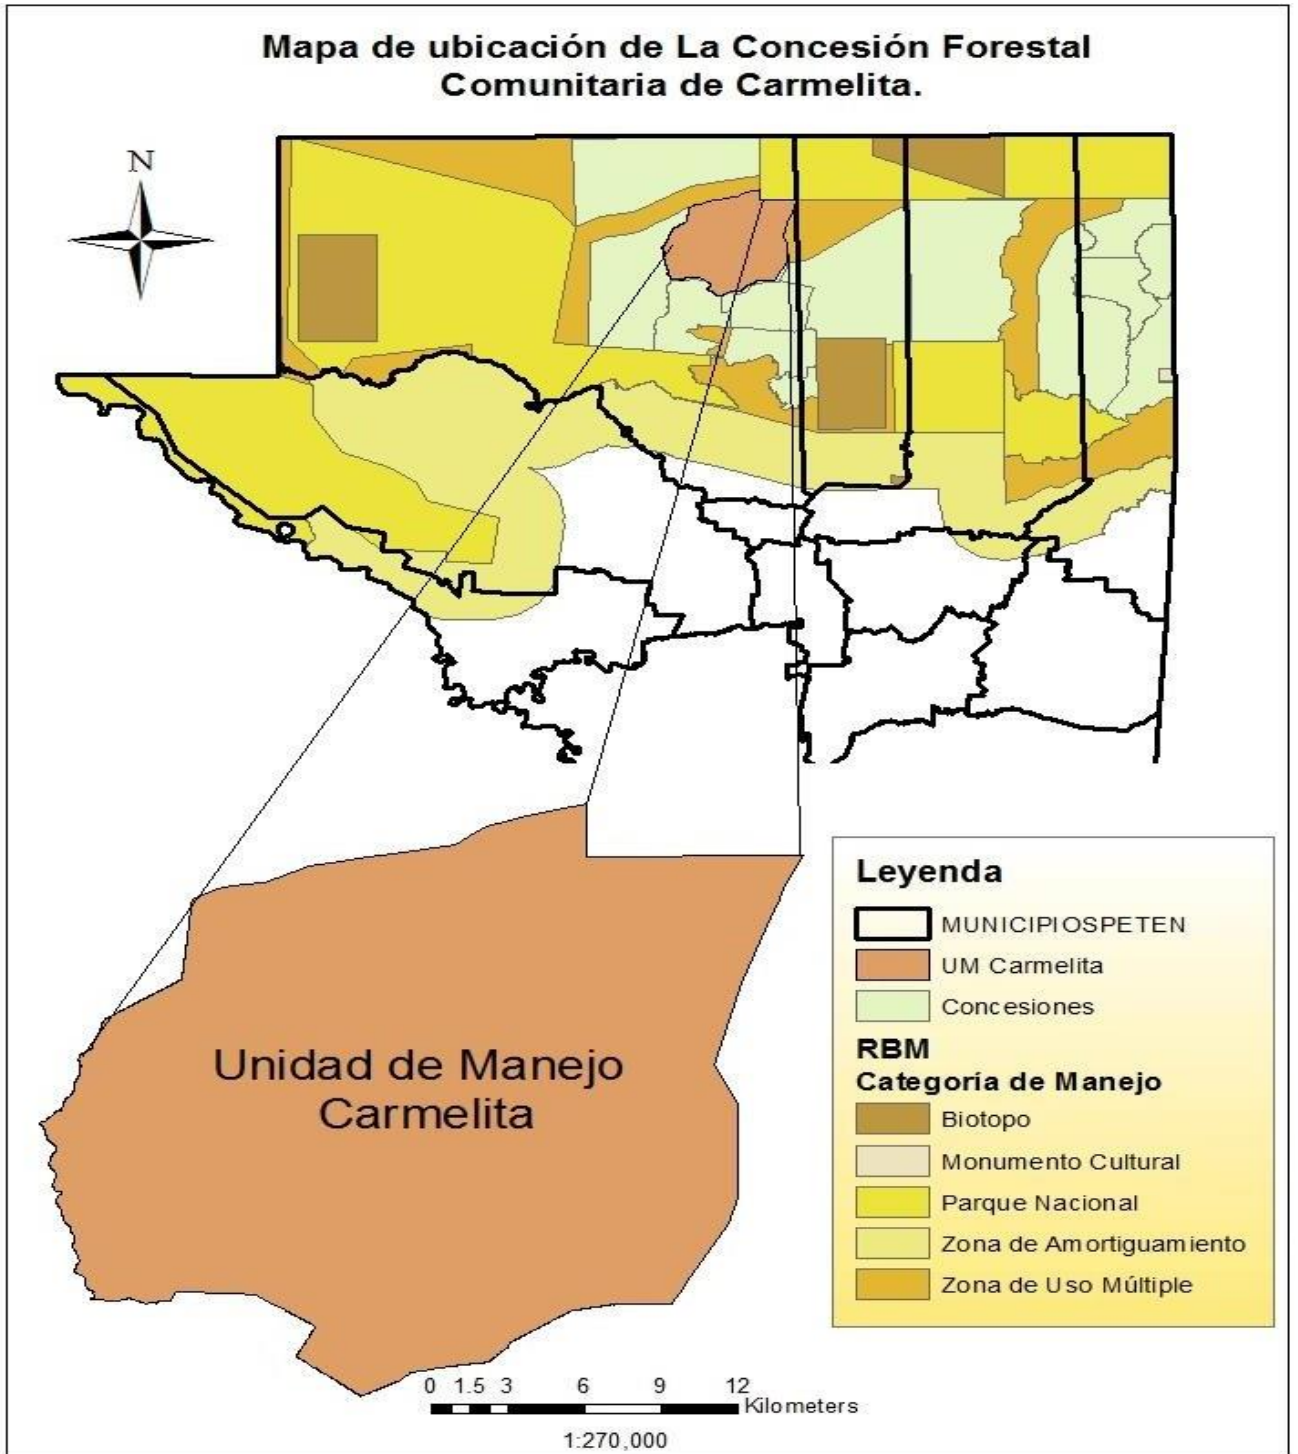 Mapa de ubicación de La Concesión Forestal
Comunitaria de Carmelita.
N
Unidad de Manejo
Carmelita
Leyenda
MUNICIPIOSPETEN
UM Carmelita
Concesiones
RBM
Categoría de Manejo
Biotopo
Monumento Cultural
Parque Nacional
Zona de Amortiguamiento
Zona de Uso Múltiple
0 1.5 3 6 9 12
Kilometers
1:270,000